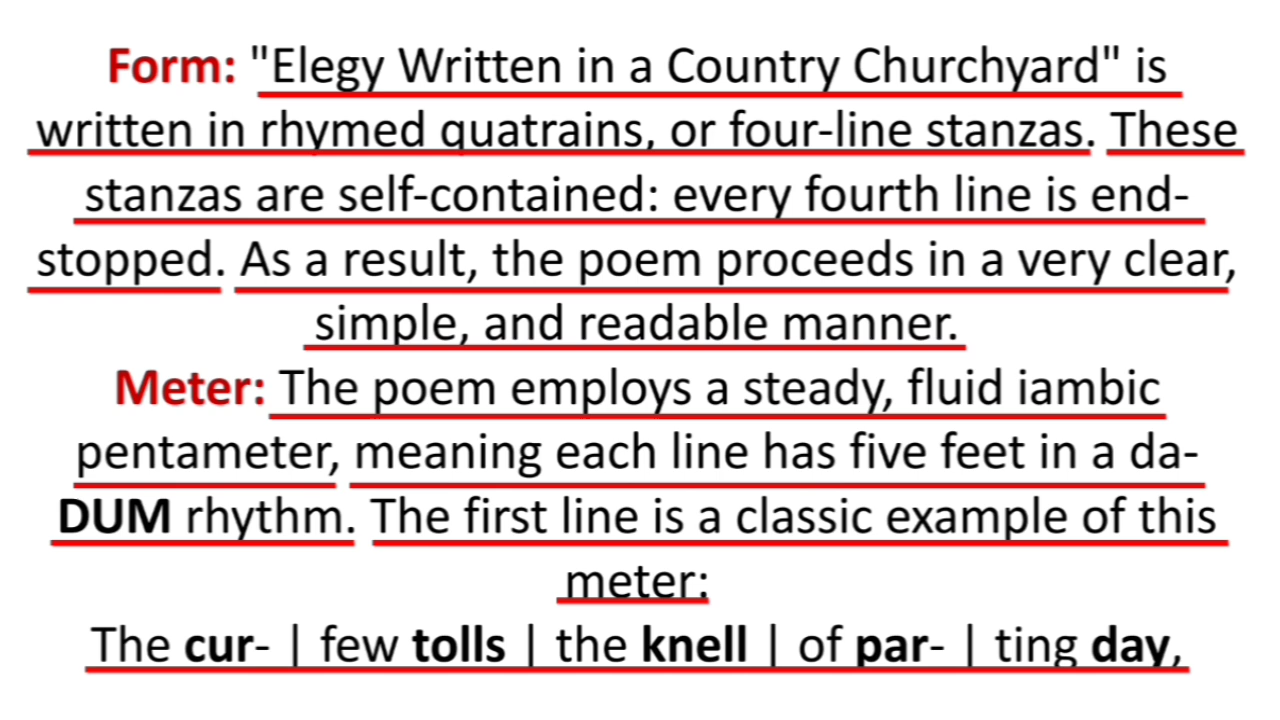 Form: "Elegy Written in a Country Churchyard" is
written in rhymed quatrains, or four-line stanzas. These
stanzas are self-contained: every fourth line is end-
stopped. As a result, the poem proceeds in a very clear,
simple, and readable manner.
Meter: The poem employs a steady, fluid iambic
pentameter, meaning each line has five feet in a da-
DUM rhythm. The first line is a classic example of this
meter:
The cur- | few tolls | the knell | of par- | ting day,